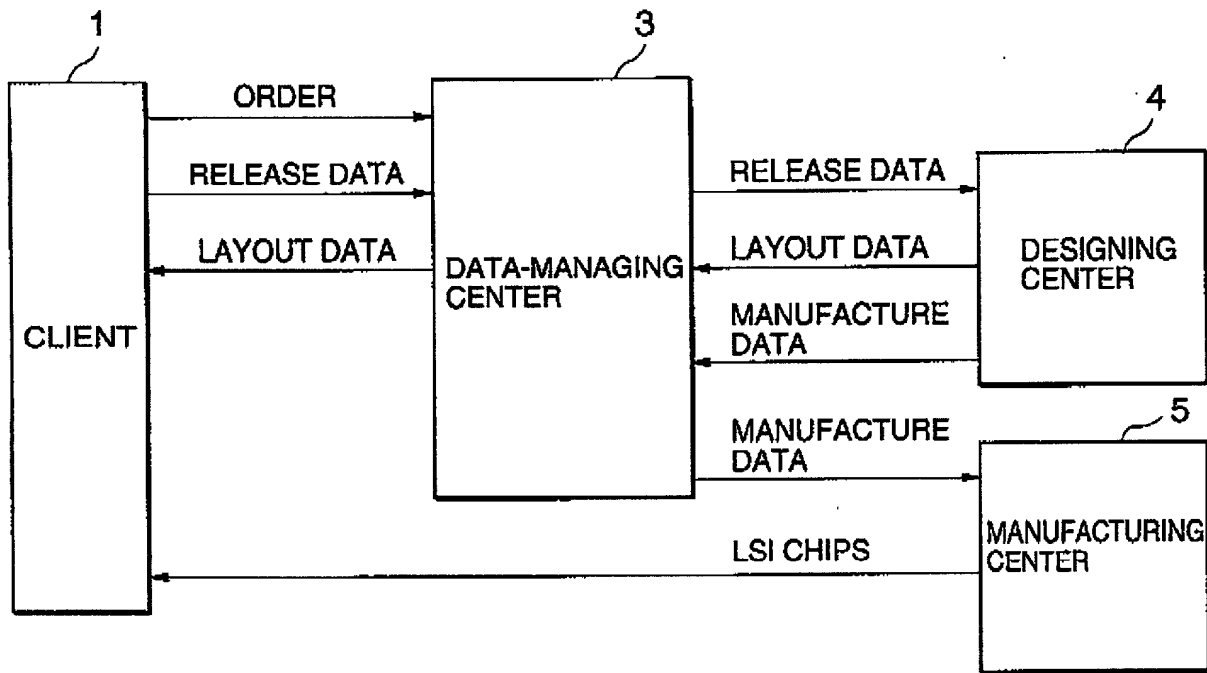 1
3
4
ORDER
RELEASE DATA
RELEASE DATA
LAYOUT DATA
LAYOUT DATA
DATA-MANAGING
CENTER
DESIGNING
CENTER
CLIENT
MANUFACTURE
DATA
MANUFACTURE
DATA
5
LSI CHIPS
MANUFACTURING
CENTER